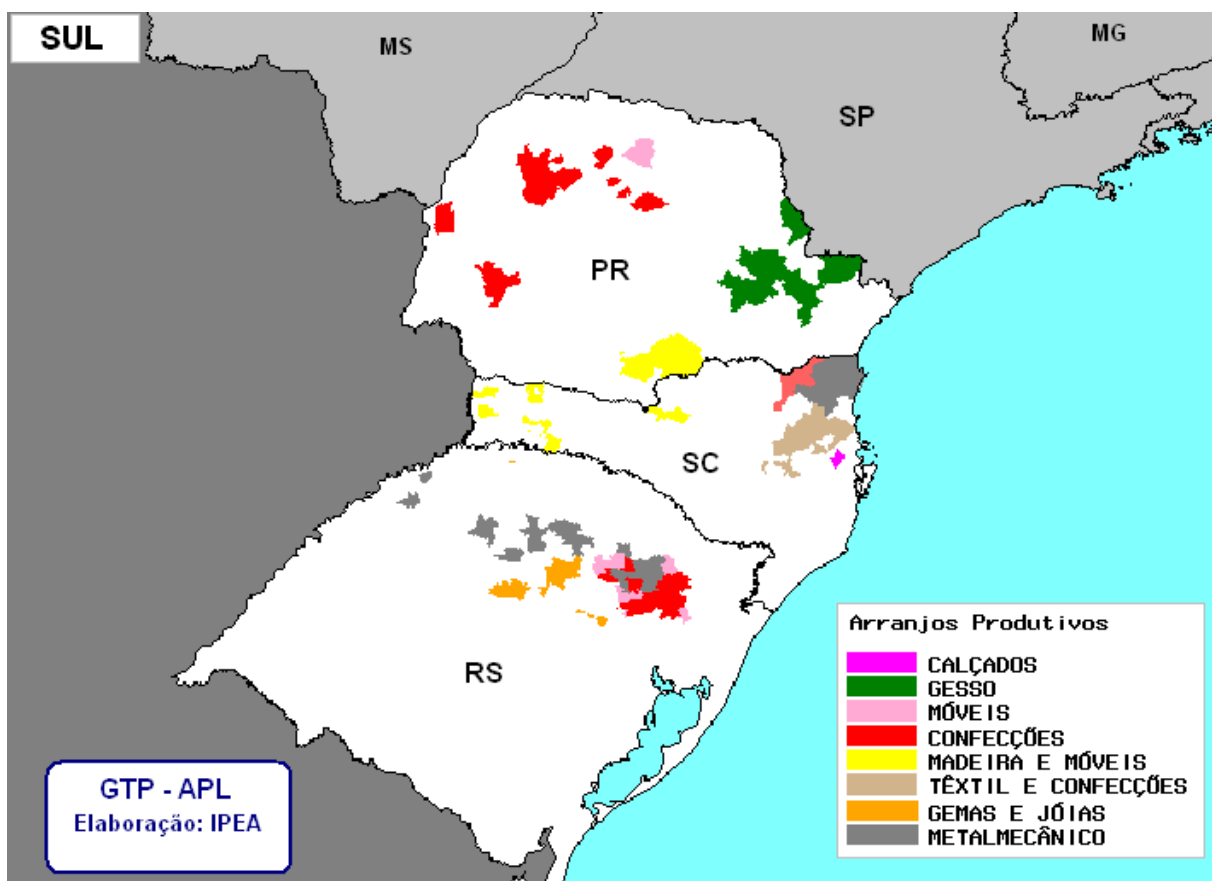 SUL
MS
MG
SP
PR
SC
RS
Arranjos Produtivos
CALÇADOS
GESSO
MÓVEIS
CONFECÇÕES
MADEIRA E MÓVEIS
TÊXTIL E CONFECÇÕES
GEMAS E JÓIAS
METALMECÂNICO
GTP - APL
Elaboração: IPEA